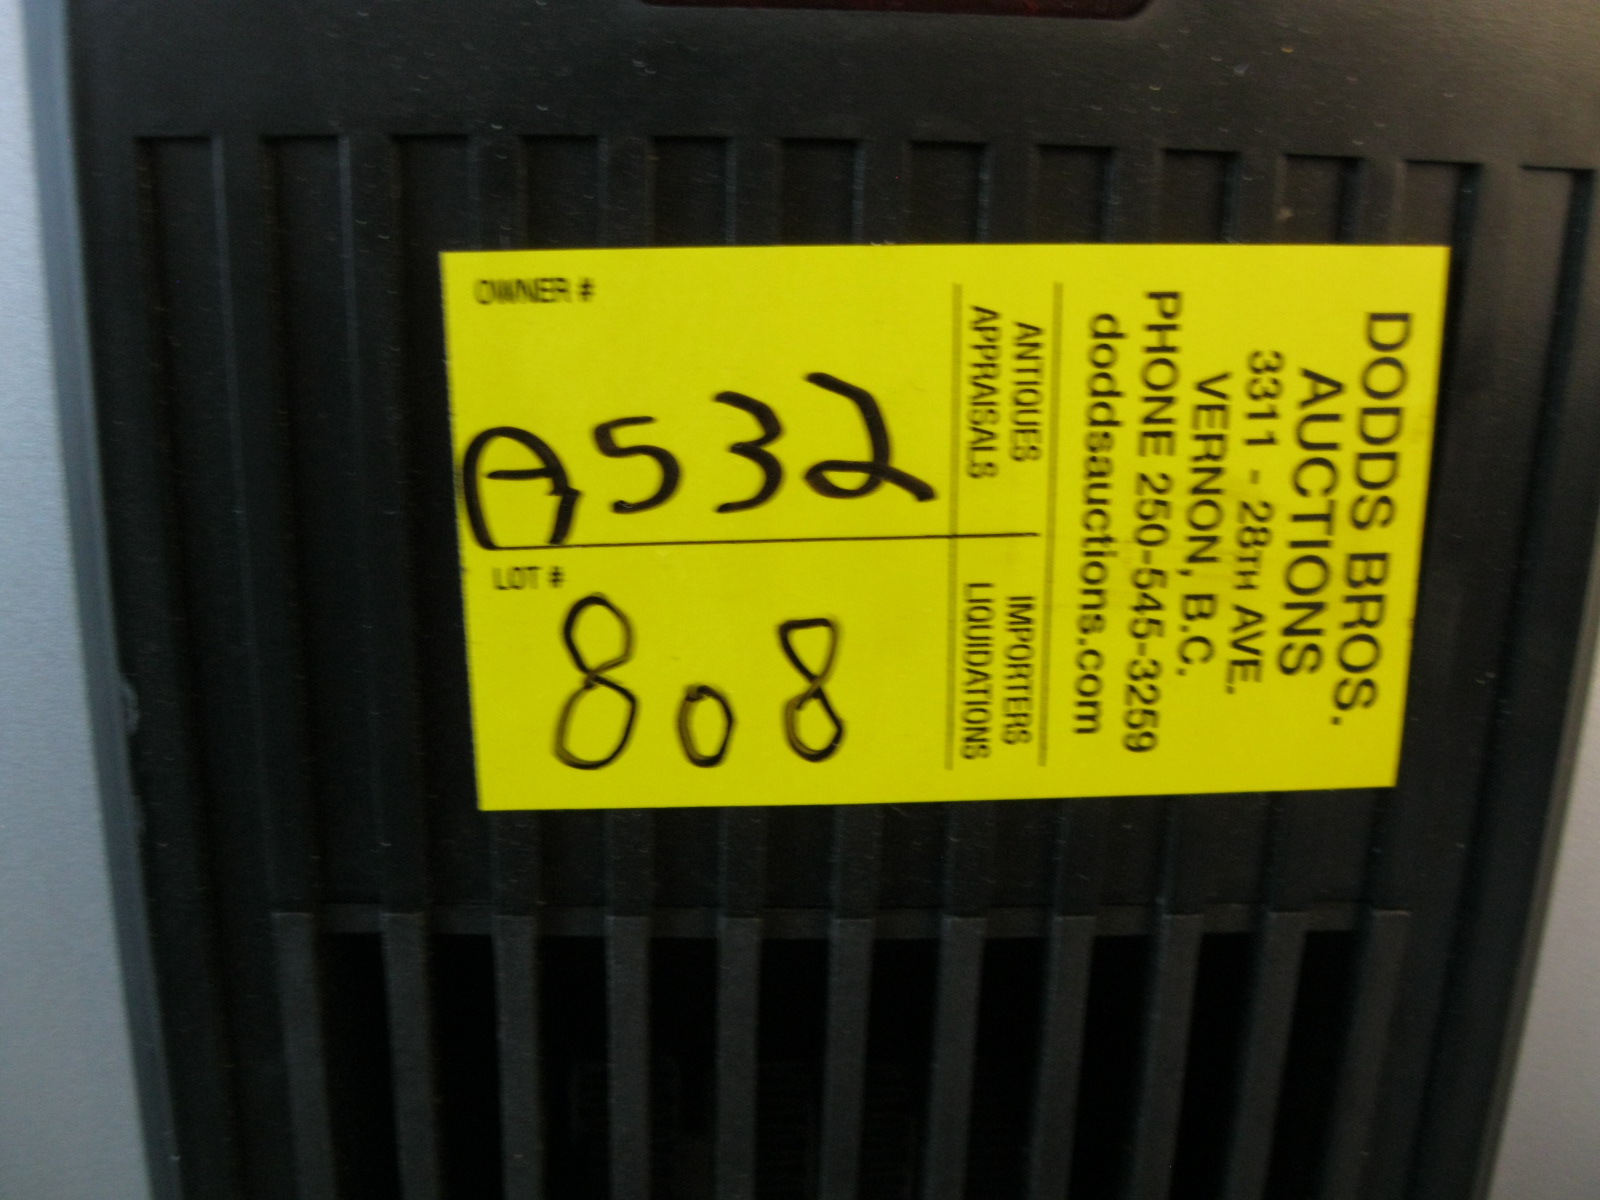 DODDS BROS.
AUCTIONS
3311 - 28TH AVE.
VERNON, B.C.
PHONE 250-545-3259
doddsauctions.com
ANTIQUES IMPORTERS
APPRAISALS LIQUIDATIONS
OWNER #
A532
LOT #
808